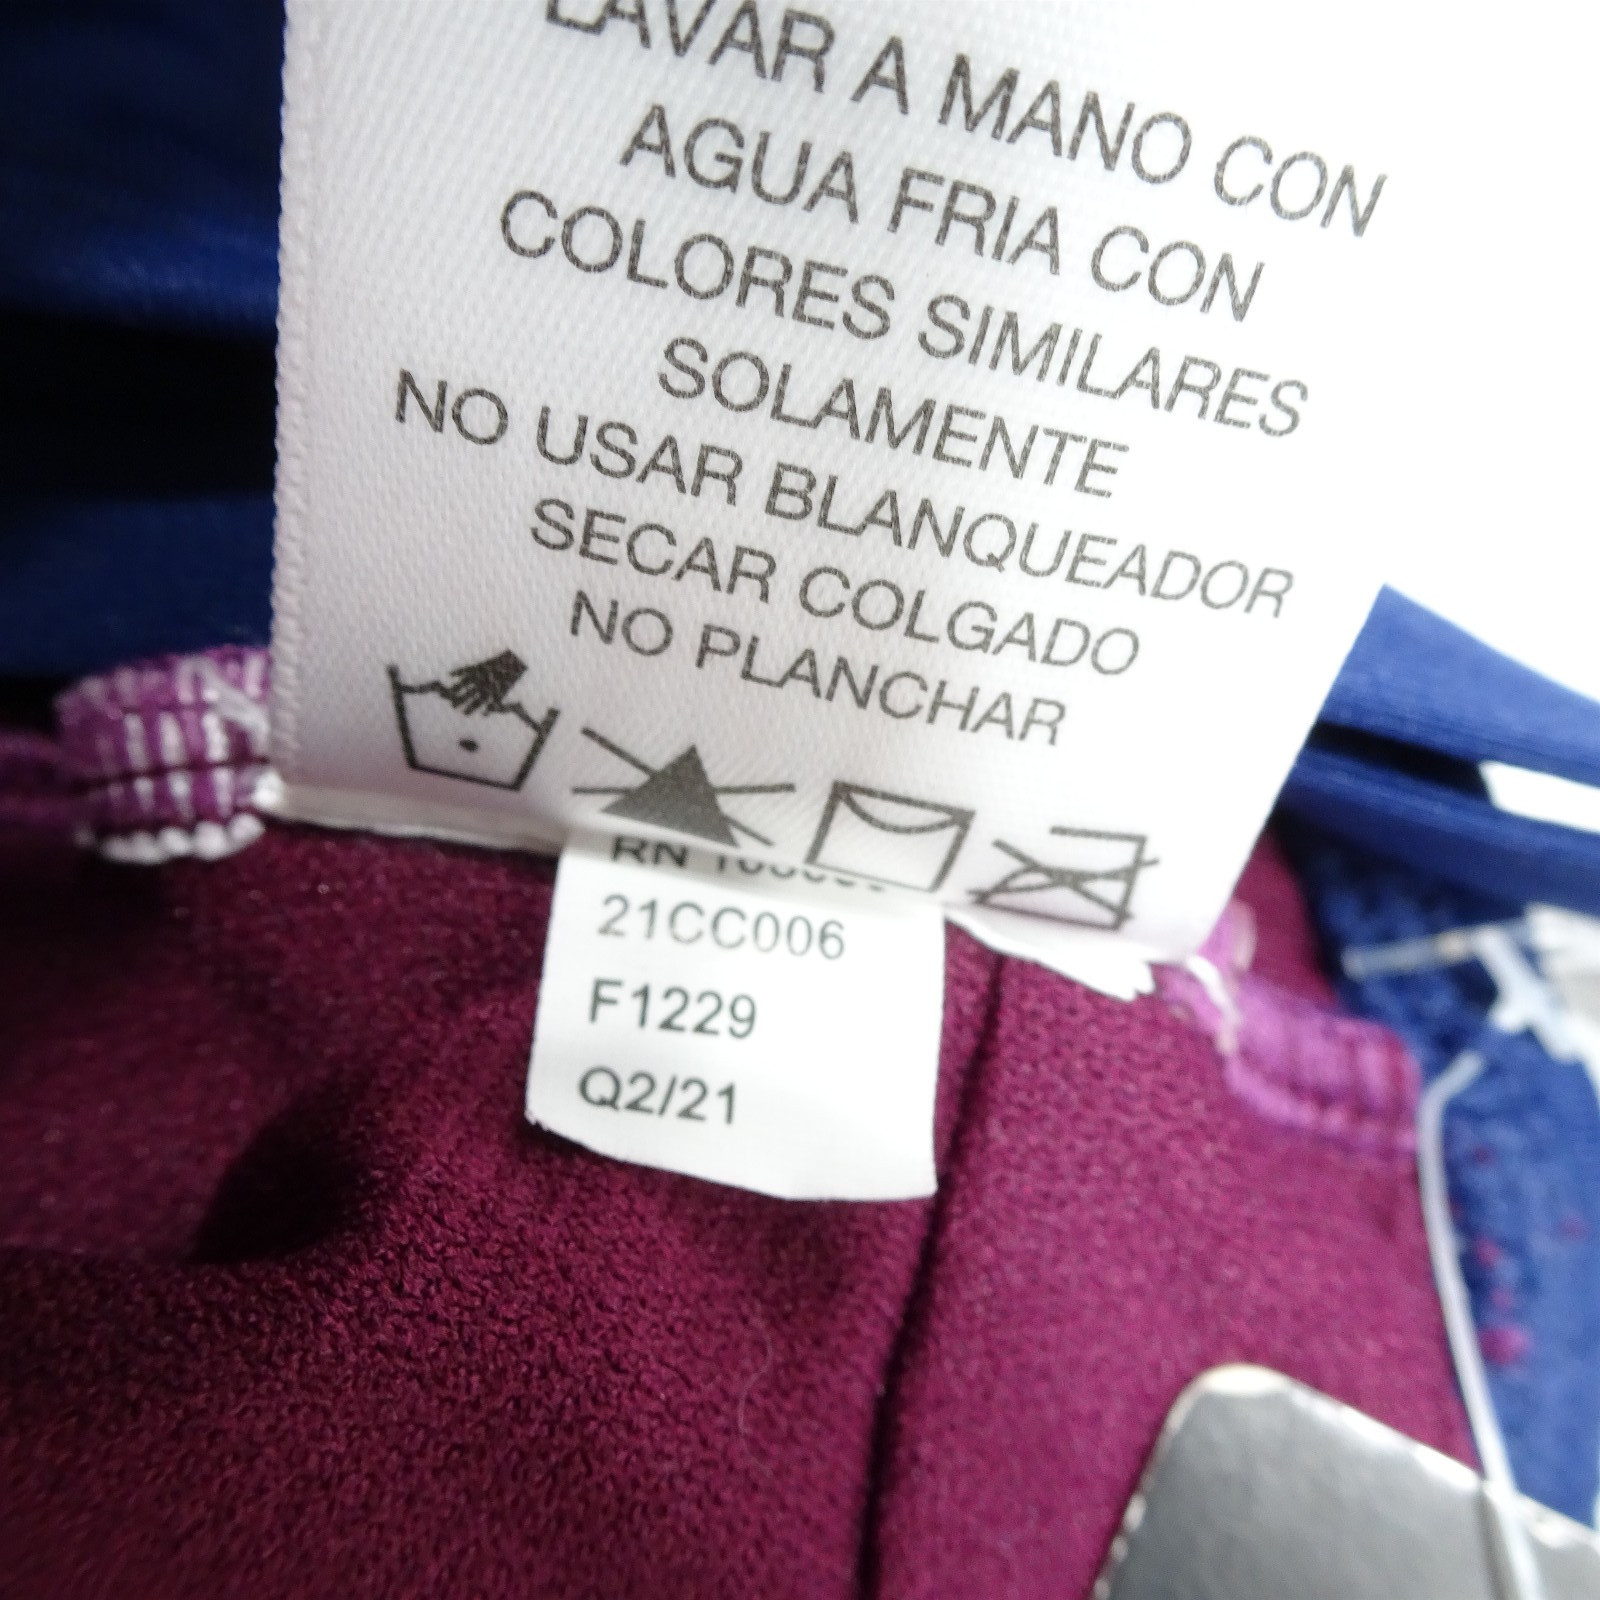 LAVAR A MANO CON
AGUA FRIA CON
COLORES SIMILARES
SOLAMENTE
NO USAR BLANQUEADOR
SECAR COLGADO
NO PLANCHAR
RN
21CC006
F1229
Q2/21